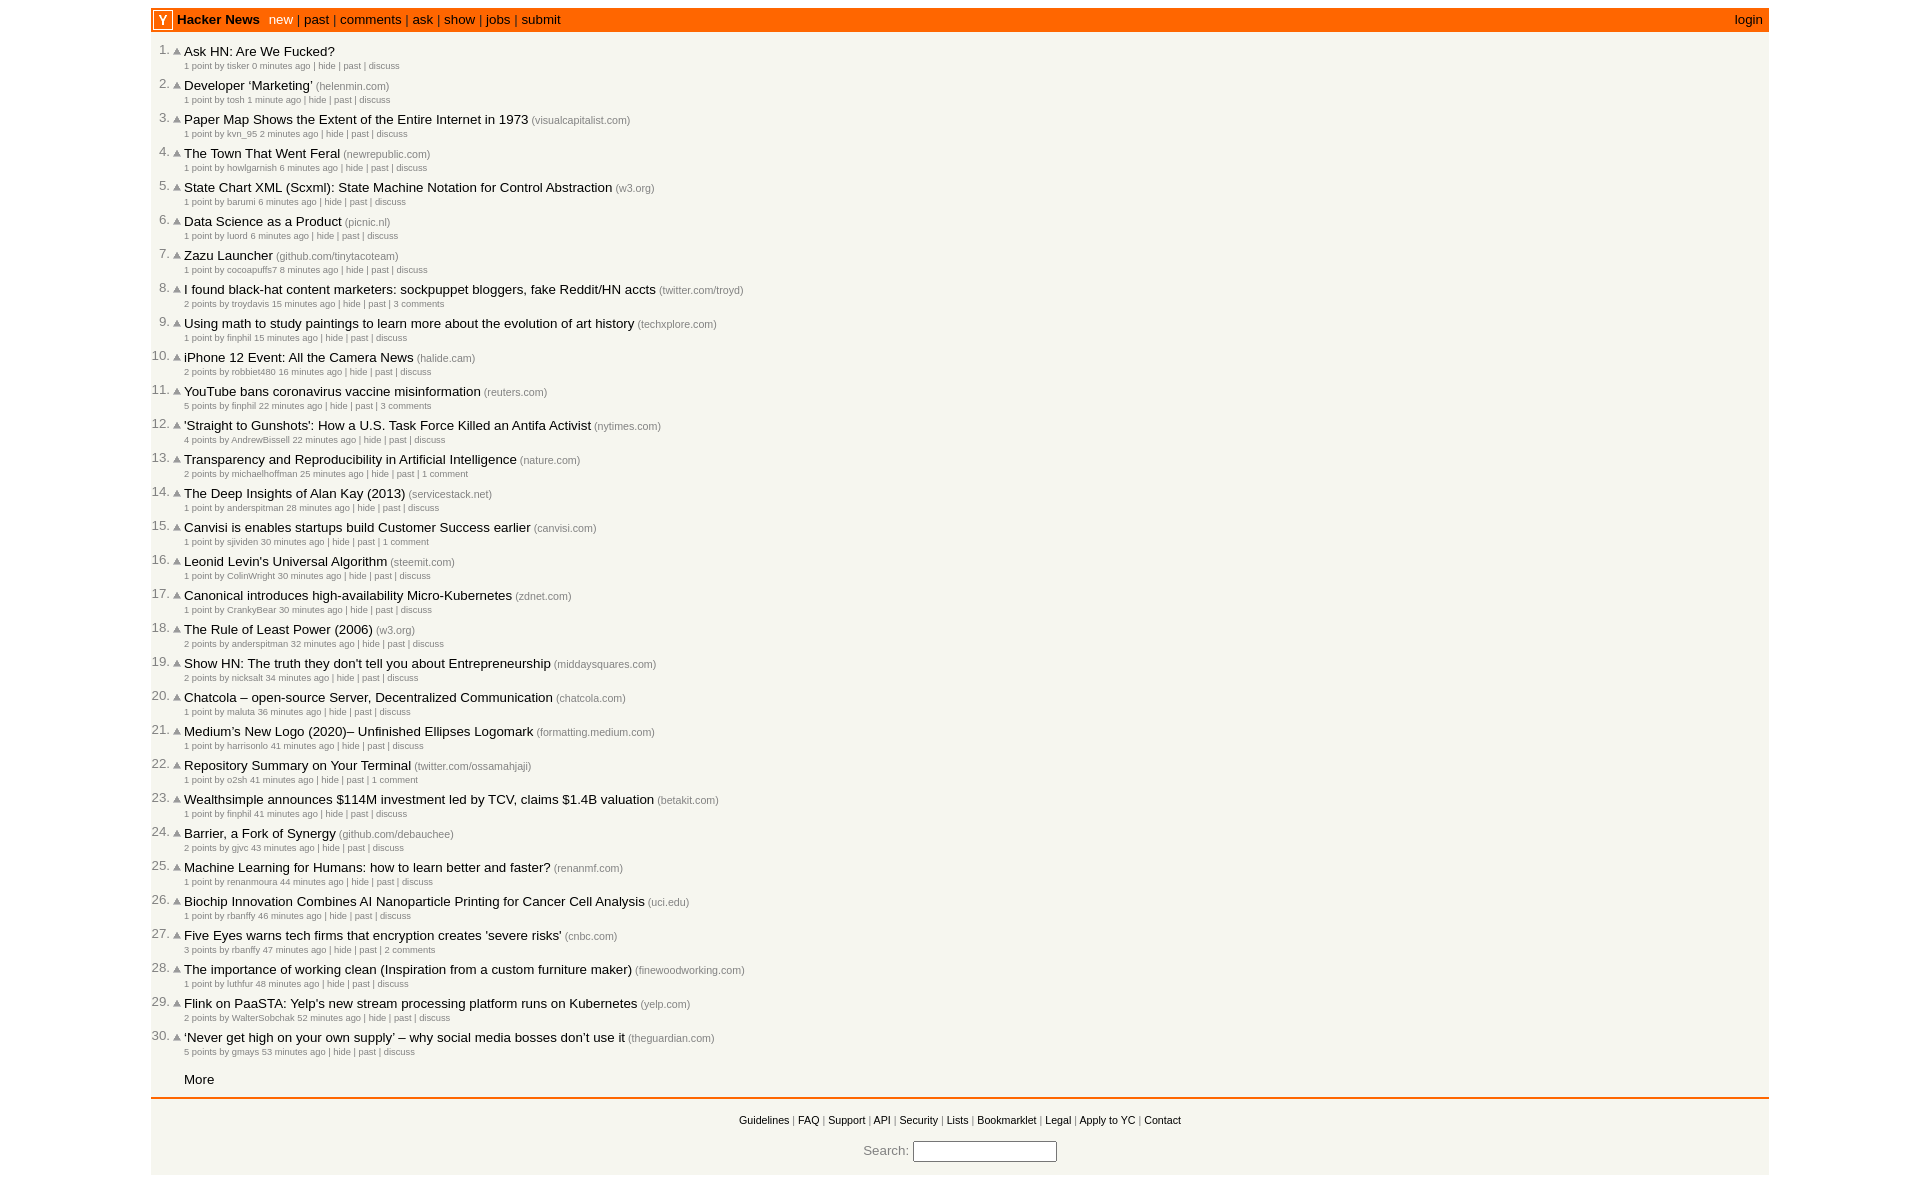 Y Hacker News new | past | comments | ask | show | jobs | submit login
1. Ask HN: Are We Fucked?
1 point by tisker 0 minutes ago | hide | past | discuss
2. Developer ‘Marketing’ (helenmin.com)
1 point by tosh 1 minute ago | hide | past | discuss
3. Paper Map Shows the Extent of the Entire Internet in 1973 (visualcapitalist.com)
1 point by kvn_95 2 minutes ago | hide | past | discuss
4. The Town That Went Feral (newrepublic.com)
1 point by howlgarnish 6 minutes ago | hide | past | discuss
5. State Chart XML (Scxml): State Machine Notation for Control Abstraction (w3.org)
1 point by barumi 6 minutes ago | hide | past | discuss
6. Data Science as a Product (picnic.nl)
1 point by luord 6 minutes ago | hide | past | discuss
7. Zazu Launcher (github.com/tinytacoteam)
1 point by cocoapuffs7 8 minutes ago | hide | past | discuss
8. I found black-hat content marketers: sockpuppet bloggers, fake Reddit/HN accts (twitter.com/troyd)
2 points by troydavis 15 minutes ago | hide | past | 3 comments
9. Using math to study paintings to learn more about the evolution of art history (techxplore.com)
1 point by finphil 15 minutes ago | hide | past | discuss
10. iPhone 12 Event: All the Camera News (halide.cam)
2 points by robbiet480 16 minutes ago | hide | past | discuss
11. YouTube bans coronavirus vaccine misinformation (reuters.com)
5 points by finphil 22 minutes ago | hide | past | 3 comments
12. 'Straight to Gunshots': How a U.S. Task Force Killed an Antifa Activist (nytimes.com)
4 points by AndrewBissell 22 minutes ago | hide | past | discuss
13. Transparency and Reproducibility in Artificial Intelligence (nature.com)
2 points by michaelhoffman 25 minutes ago | hide | past | 1 comment
14. The Deep Insights of Alan Kay (2013) (servicestack.net)
1 point by anderspitman 28 minutes ago | hide | past | discuss
15. Canvisi is enables startups build Customer Success earlier (canvisi.com)
1 point by sjividen 30 minutes ago | hide | past | 1 comment
16. Leonid Levin's Universal Algorithm (steemit.com)
1 point by ColinWright 30 minutes ago | hide | past | discuss
17. Canonical introduces high-availability Micro-Kubernetes (zdnet.com)
1 point by CrankyBear 30 minutes ago | hide | past | discuss
18. The Rule of Least Power (2006) (w3.org)
2 points by anderspitman 32 minutes ago | hide | past | discuss
19. Show HN: The truth they don't tell you about Entrepreneurship (middaysquares.com)
2 points by nicksalt 34 minutes ago | hide | past | discuss
20. Chatcola – open-source Server, Decentralized Communication (chatcola.com)
1 point by maluta 36 minutes ago | hide | past | discuss
21. Medium’s New Logo (2020)– Unfinished Ellipses Logomark (formatting.medium.com)
1 point by harrisonlo 41 minutes ago | hide | past | discuss
22. Repository Summary on Your Terminal (twitter.com/ossamahjaji)
1 point by o2sh 41 minutes ago | hide | past | 1 comment
23. Wealthsimple announces $114M investment led by TCV, claims $1.4B valuation (betakit.com)
1 point by finphil 41 minutes ago | hide | past | discuss
24. Barrier, a Fork of Synergy (github.com/debauchee)
2 points by gjvc 43 minutes ago | hide | past | discuss
25. Machine Learning for Humans: how to learn better and faster? (renanmf.com)
1 point by renanmoura 44 minutes ago | hide | past | discuss
26. Biochip Innovation Combines AI Nanoparticle Printing for Cancer Cell Analysis (uci.edu)
1 point by rbanffy 46 minutes ago | hide | past | discuss
27. Five Eyes warns tech firms that encryption creates 'severe risks' (cnbc.com)
3 points by rbanffy 47 minutes ago | hide | past | 2 comments
28. The importance of working clean (Inspiration from a custom furniture maker) (finewoodworking.com)
1 point by luthfur 48 minutes ago | hide | past | discuss
29. Flink on PaaSTA: Yelp's new stream processing platform runs on Kubernetes (yelp.com)
2 points by WalterSobchak 52 minutes ago | hide | past | discuss
30. ‘Never get high on your own supply’ – why social media bosses don’t use it (theguardian.com)
5 points by gmays 53 minutes ago | hide | past | discuss
More
Guidelines | FAQ | Support | API | Security | Lists | Bookmarklet | Legal | Apply to YC | Contact
Search: